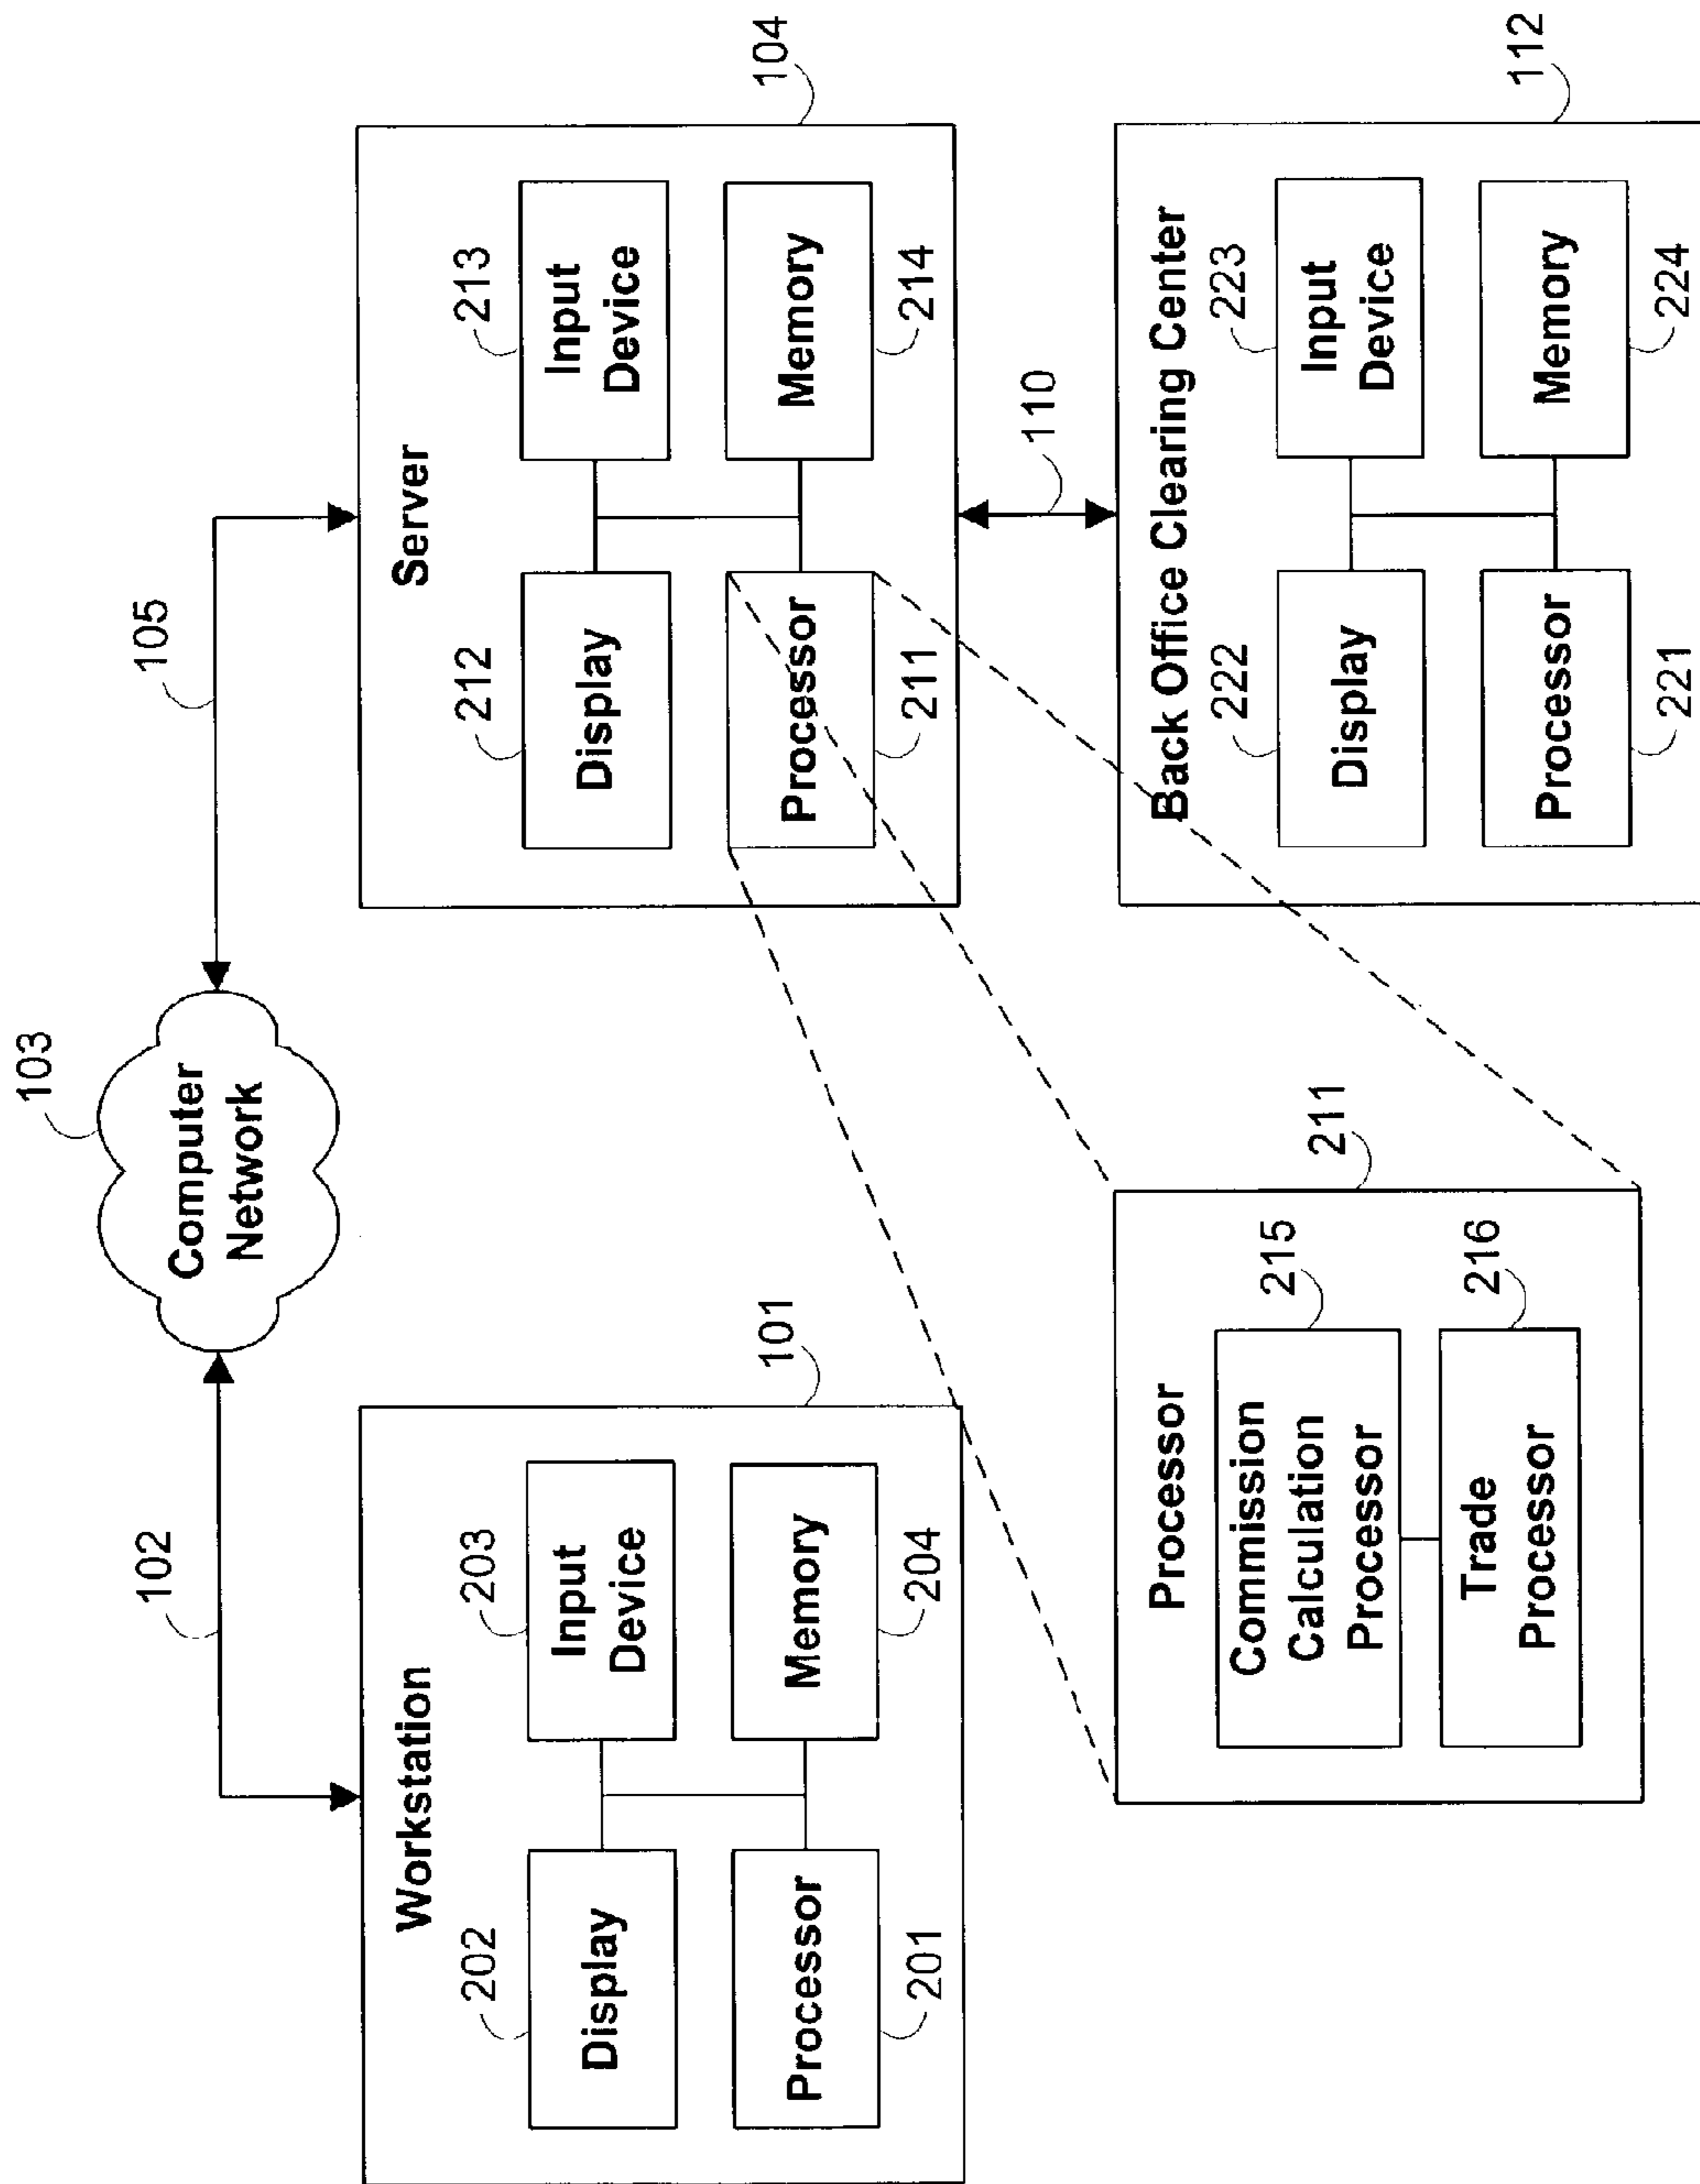 103
Computer
Network
102
105
Workstation
101
202
203
Display
Input
Device
Processor
Memory
201
204
Server
104
212
213
Display
Input
Device
Processor
Memory
211
214
110
Processor
211
Commission
Calculation
Processor
215
Trade
Processor
216
Back Office Clearing Center
112
222
223
Display
Input
Device
Processor
Memory
221
224